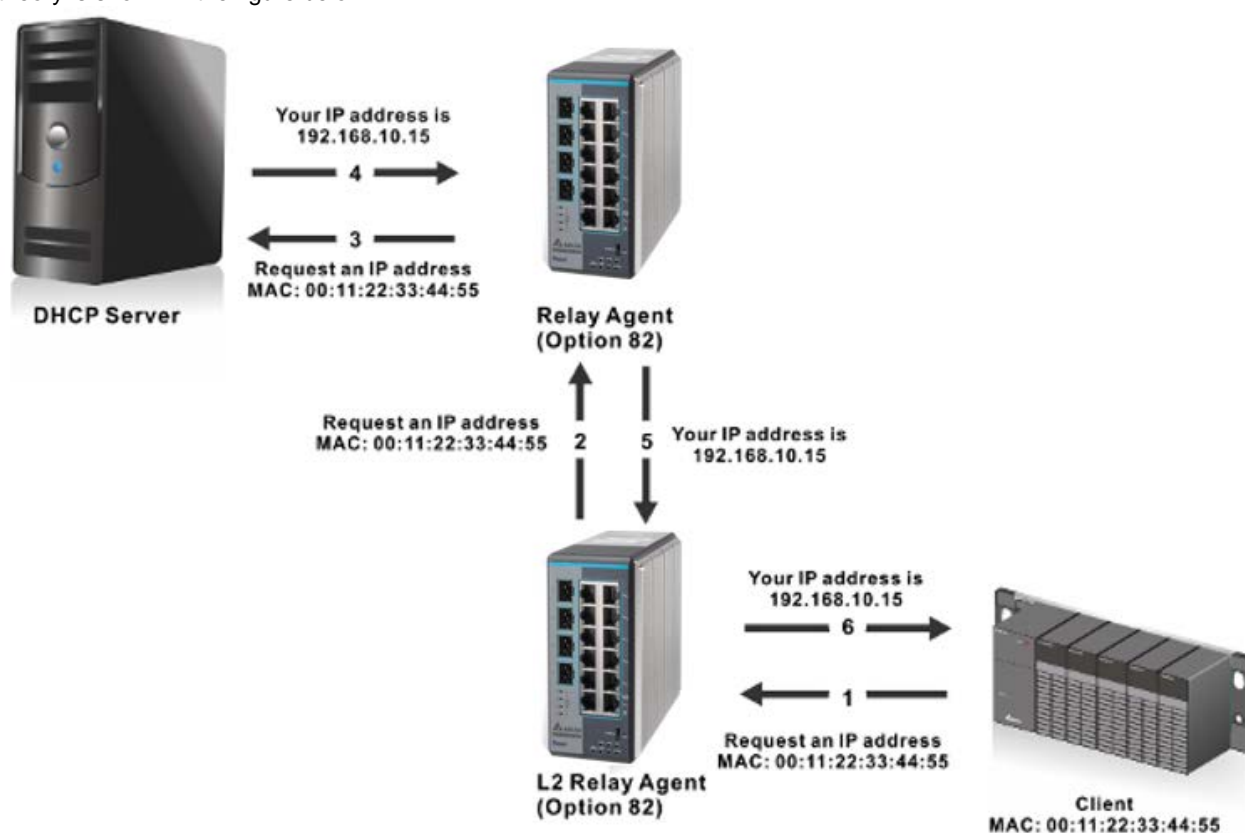 Your IP address is
192.168.10.15
4
3
Request an IP address
MAC: 00:11:22:33:44:55
DHCP Server
Relay Agent
(Option 82)
Request an IP address
MAC: 00:11:22:33:44:55
2
5
Your IP address is
192.168.10.15
Your IP address is
192.168.10.15
6
1
Request an IP address
MAC: 00:11:22:33:44:55
L2 Relay Agent
(Option 82)
Client
MAC: 00:11:22:33:44:55